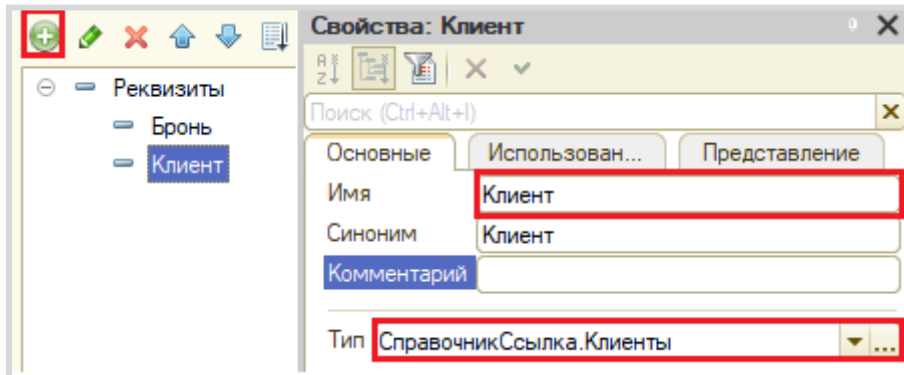 Свойства: Клиент
Реквизиты
Бронь
Клиент
Поиск (Ctrl+Alt+I)
Основные Использован... Представление
Имя Клиент
Синоним Клиент
Комментарий
Тип СправочникСсылка.Клиенты ...